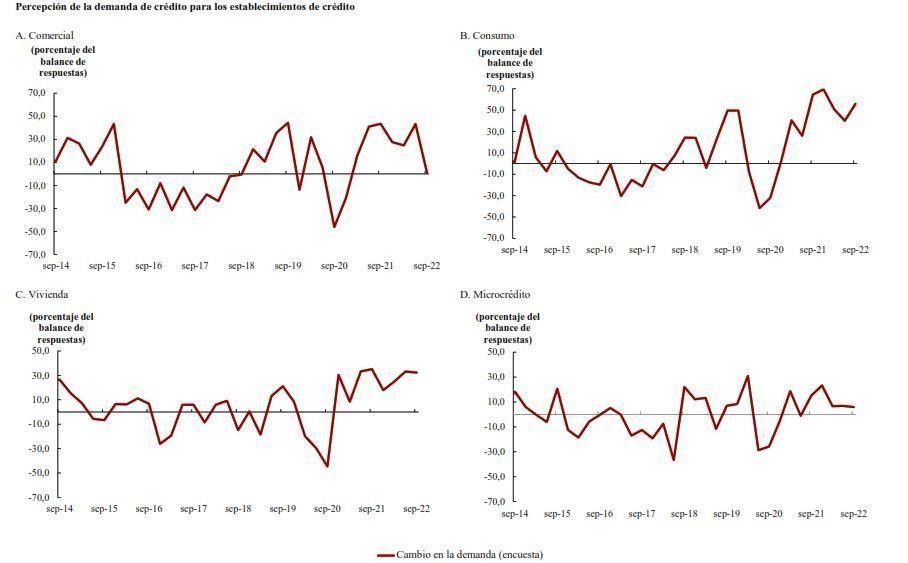 Percepción de la demanda de crédito para los establecimientos de crédito
A. Comercial
(porcentaje del
balance de
respuestas)
70,0
50,0
30,0
10,0
-10,0
-30,0
-50,0
-70,0
sep-14 sep-15 sep-16 sep-17 sep-18 sep-19 sep-20 sep-21 sep-22
B. Consumo
(porcentaje del
balance de
respuestas)
70,0
50,0
30,0
10,0
-10,0
-30,0
-50,0
-70,0
sep-14 sep-15 sep-16 sep-17 sep-18 sep-19 sep-20 sep-21 sep-22
C. Vivienda
(porcentaje del
balance de
respuestas)
50,0
30,0
10,0
-10,0
-30,0
-50,0
-70,0
sep-14 sep-15 sep-16 sep-17 sep-18 sep-19 sep-20 sep-21 sep-22
D. Microcrédito
(porcentaje del
balance de
respuestas)
50,0
30,0
10,0
-10,0
-30,0
-50,0
-70,0
sep-14 sep-15 sep-16 sep-17 sep-18 sep-19 sep-20 sep-21 sep-22
Cambio en la demanda (encuesta)